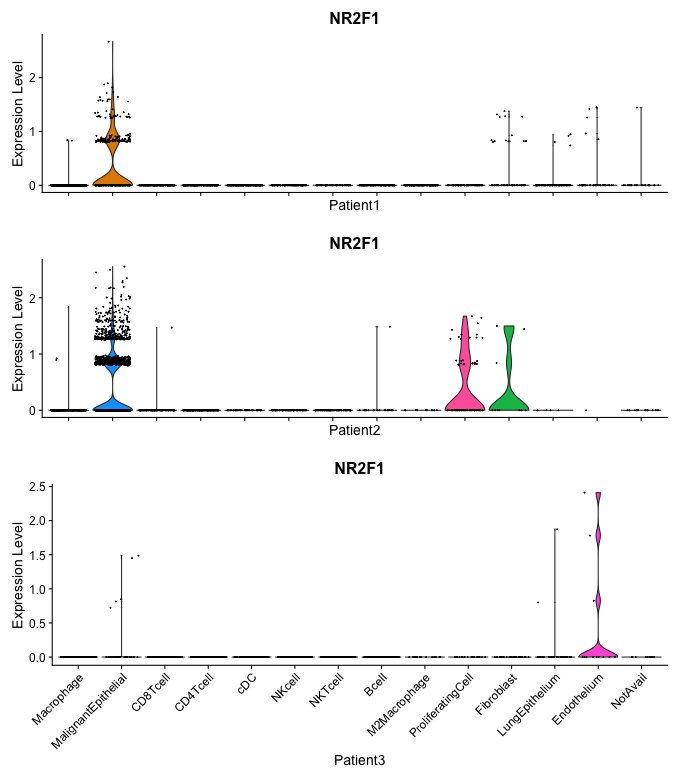 NR2F1
Expression Level
2
1
0
Patient1
NR2F1
Expression Level
2
1
0
Patient2
NR2F1
Expression Level
2.5
2.0
1.5
1.0
0.5
0.0
Macrophage
MalignantEpithelial
CD8Tcell
CD4Tcell
cDC
NKcell
NKTcell
Bcell
M2Macrophage
ProliferatingCell
Fibroblast
LungEpithelium
Endothelium
NotAvail
Patient3